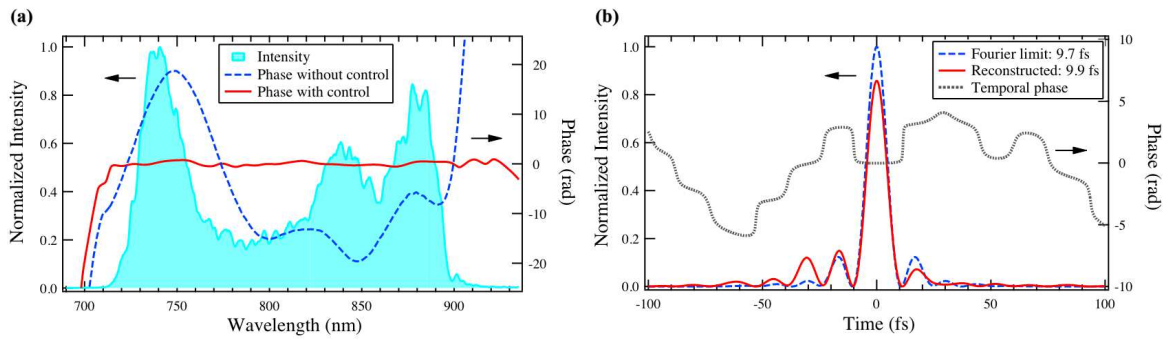 (a)
1.0
0.8
0.6
0.4
0.2
0.0
Normalized Intensity
Intensity
Phase without control
Phase with control
20
10
0
-10
-20
Phase (rad)
700
750
800
850
900
Wavelength (nm)
(b)
1.0
0.8
0.6
0.4
0.2
0.0
Normalized Intensity
Fourier limit: 9.7 fs
Reconstructed: 9.9 fs
Temporal phase
10
5
0
-5
-10
Phase (rad)
-100
-50
0
50
100
Time (fs)